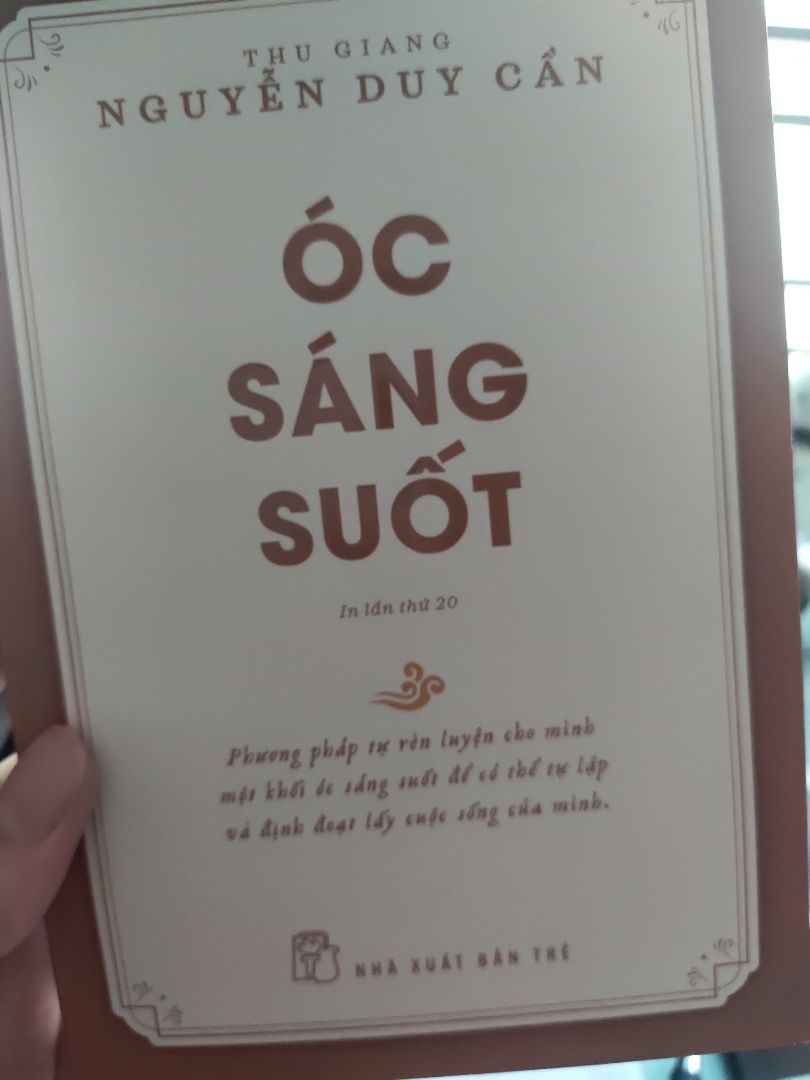 THU GIANG
NGUYỄN DUY CẦN
ÓC
SÁNG
SUỐT
In lần thứ 20
Phương pháp tự rèn luyện cho mình
một khối óc sáng suốt để có thể tự lập
và định đoạt lấy cuộc sống của mình.
NHÀ XUẤT BẢN TRẺ